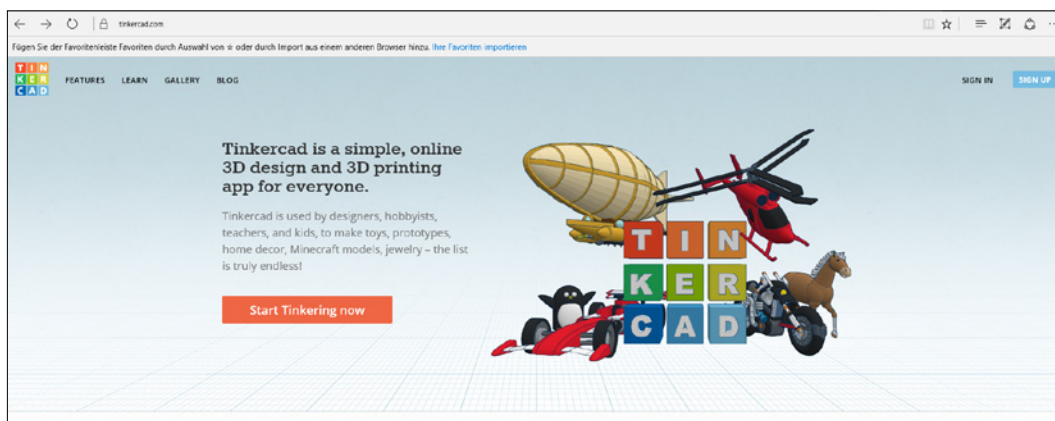 tinkercad.com
Fügen Sie der Favoritenleiste Favoriten durch Auswahl von ☆ oder durch Import aus einem anderen Browser hinzu. Ihre Favoriten importieren
TIN
KER
CAD
FEATURES LEARN GALLERY BLOG
SIGN IN SIGN UP
Tinkercad is a simple, online
3D design and 3D printing
app for everyone.
Tinkercad is used by designers, hobbyists,
teachers, and kids, to make toys, prototypes,
home decor, Minecraft models, jewelry – the list
is truly endless!
Start Tinkering now
TIN
KER
CAD